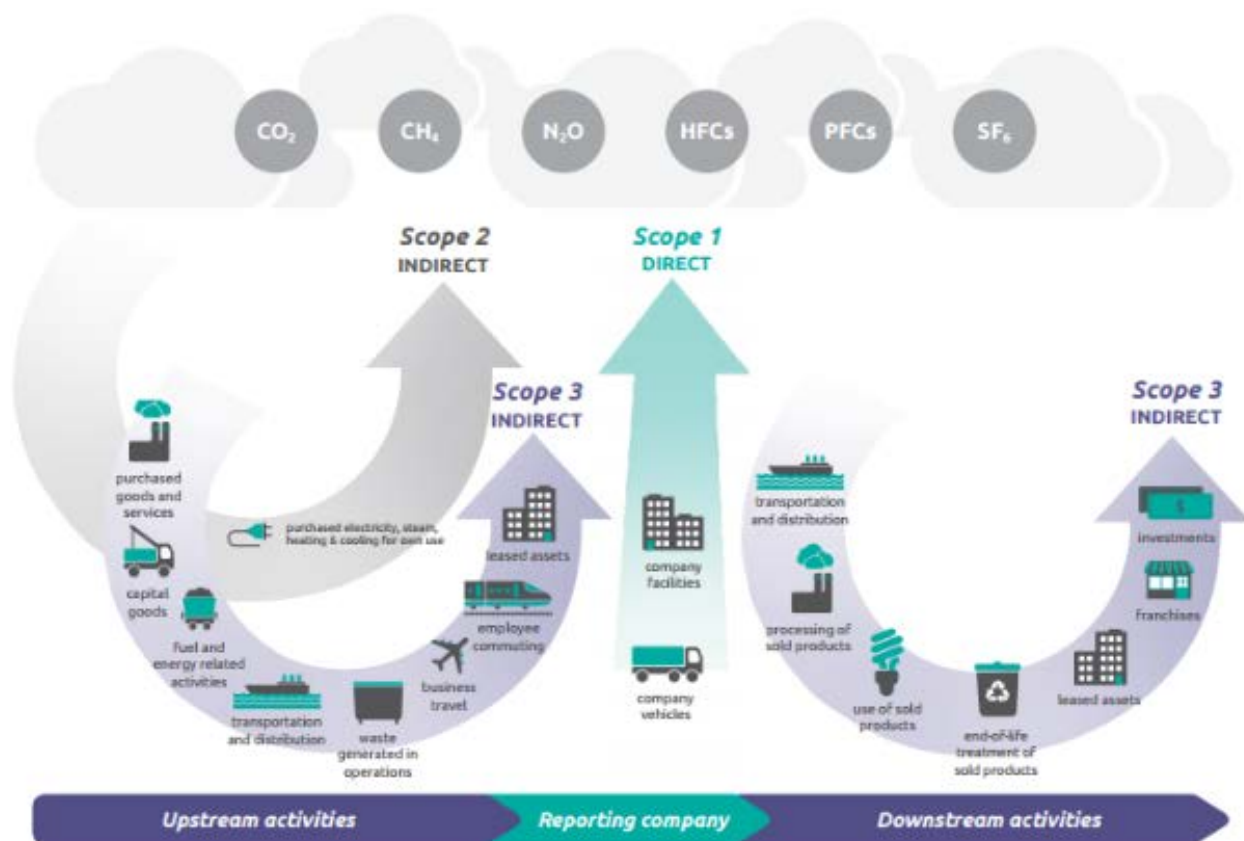 CO₂
CH₄
N₂O
HFCs
PFCs
SF₆
Scope 2
INDIRECT
Scope 1
DIRECT
Scope 3
INDIRECT
Scope 3
INDIRECT
purchased
goods and
services
capital
goods
fuel and
energy related
activities
purchased electricity, steam,
heating & cooling for own use
transportation
and distribution
waste
generated in
operations
business
travel
employee
commuting
leased assets
company
facilities
company
vehicles
transportation
and distribution
processing of
sold products
use of sold
products
end-of-life
treatment of
sold products
leased assets
franchises
$
investments
Upstream activities
Reporting company
Downstream activities